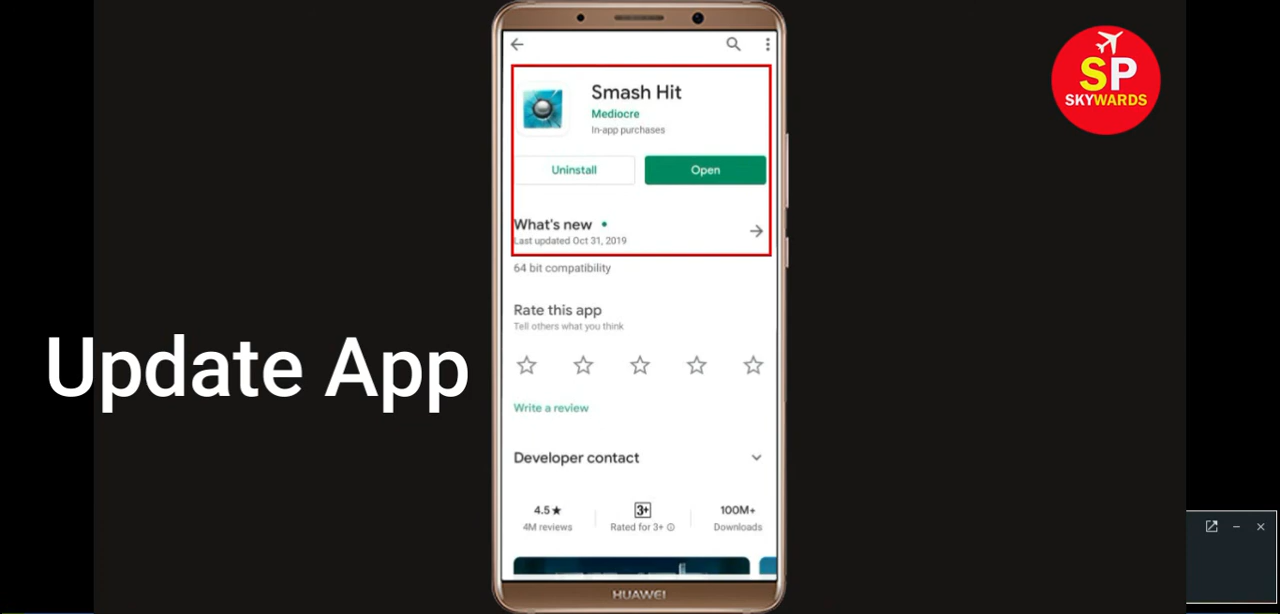 Smash Hit
Mediocre
In-app purchases
Uninstall
Open
What's new
Last updated Oct 31, 2019
64 bit compatibility
Rate this app
Tell others what you think
Write a review
Developer contact
4.5★
4M reviews
3+
Rated for 3+
100M+
Downloads
HUAWEI
Update App
SP
SKYWARDS